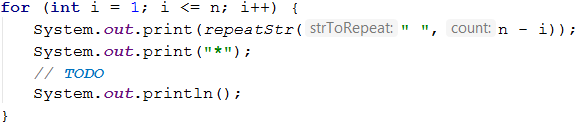 for (int i = 1; i <= n; i++) {
    System.out.print(repeatStr( strToRepeat: " ", count: n - i));
    System.out.print("*");
    // TODO
    System.out.println();
}